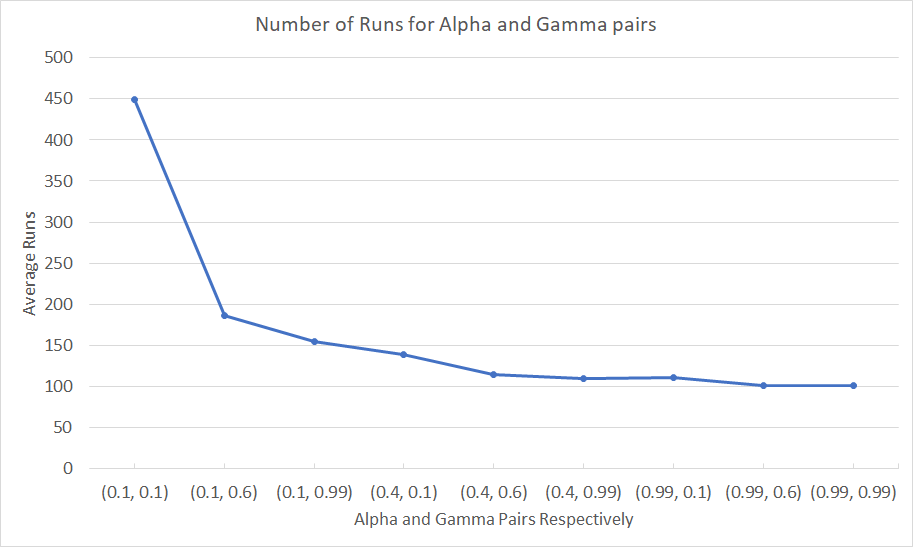 Number of Runs for Alpha and Gamma pairs
500
450
400
350
300
250
200
150
100
50
0
Average Runs
(0.1, 0.1) (0.1, 0.6) (0.1, 0.99) (0.4, 0.1) (0.4, 0.6) (0.4, 0.99) (0.99, 0.1) (0.99, 0.6) (0.99, 0.99)
Alpha and Gamma Pairs Respectively